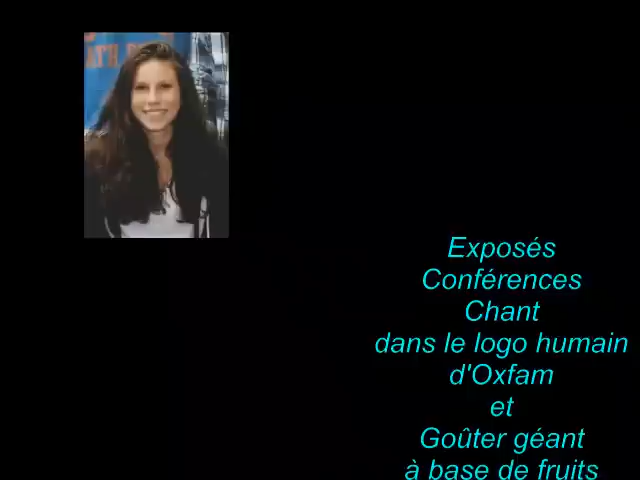 Exposés
Conférences
Chant
dans le logo humain
d'Oxfam
et
Goûter géant
à base de fruits